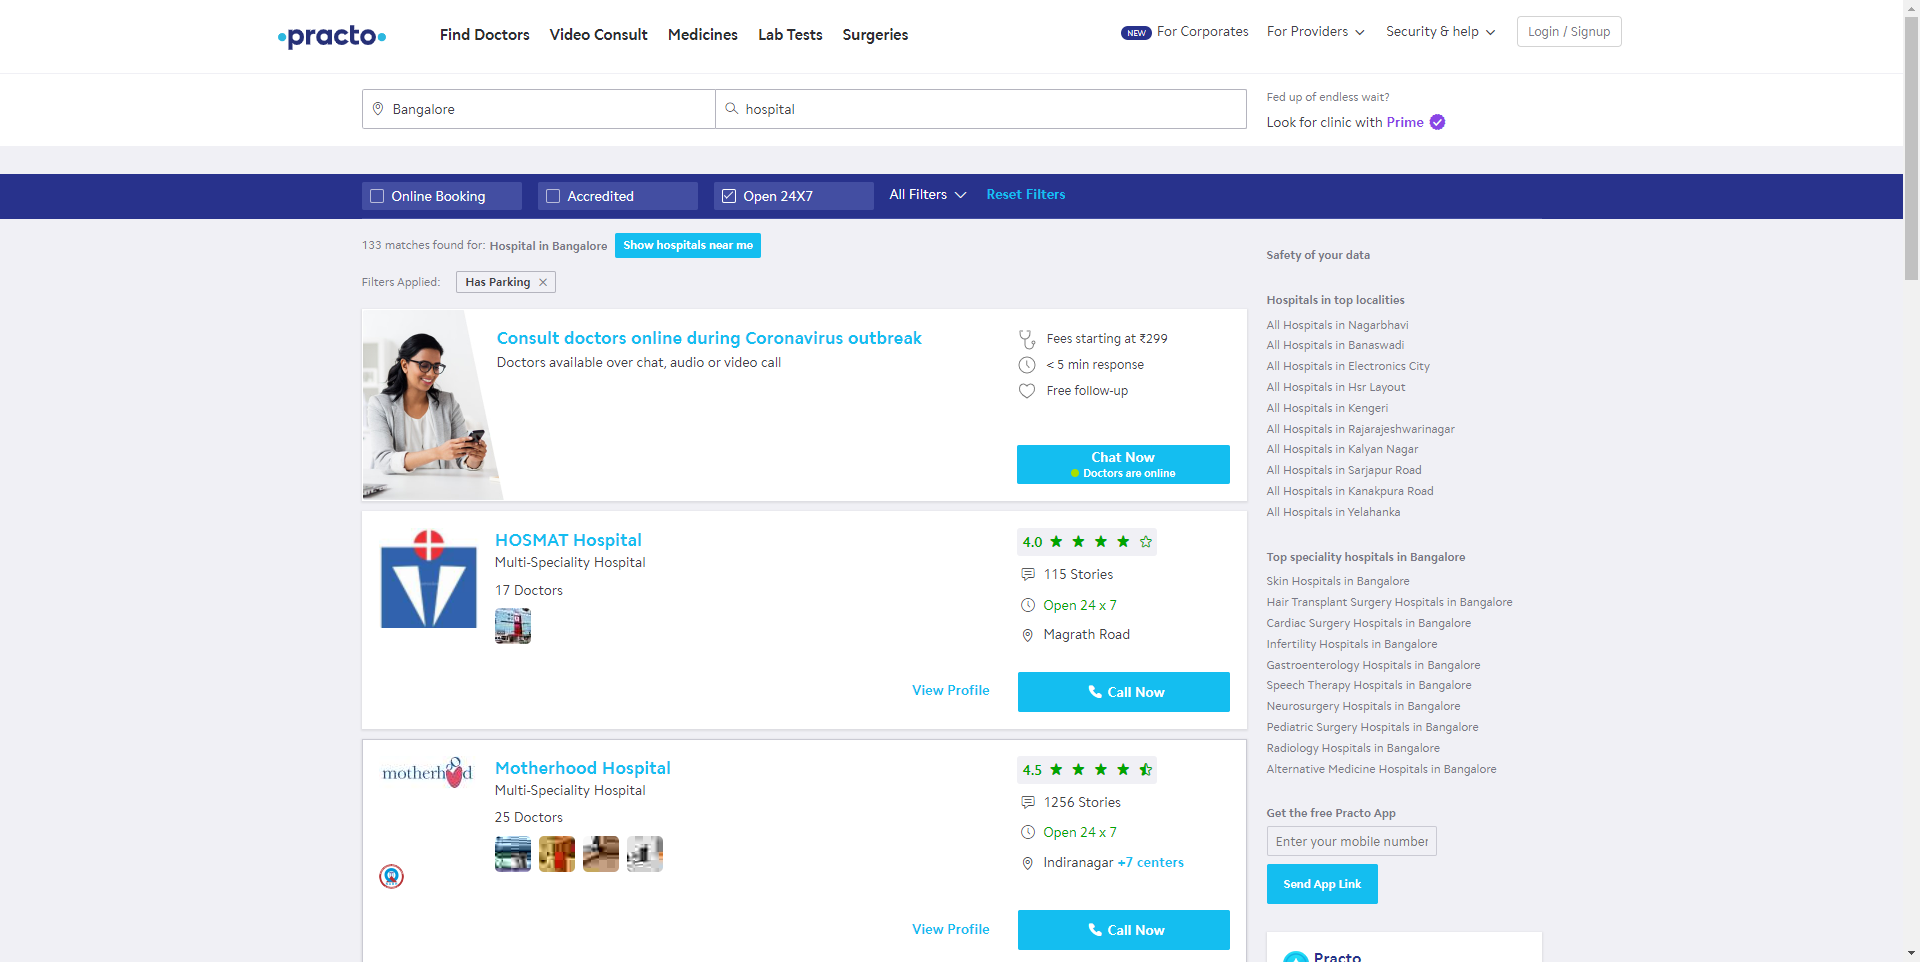 practo
Find Doctors
Video Consult
Medicines
Lab Tests
Surgeries
NEW For Corporates
For Providers
Security & help
Login / Signup
Bangalore
hospital
Fed up of endless wait?
Look for clinic with Prime
Online Booking
Accredited
Open 24X7
All Filters
Reset Filters
133 matches found for: Hospital in Bangalore
Show hospitals near me
Filters Applied:
Has Parking
Consult doctors online during Coronavirus outbreak
Doctors available over chat, audio or video call
Fees starting at ₹299
< 5 min response
Free follow-up
Chat Now
Doctors are online
HOSMAT Hospital
Multi-Speciality Hospital
17 Doctors
4.0
115 Stories
Open 24 x 7
Magrath Road
View Profile
Call Now
motherhood
Motherhood Hospital
Multi-Speciality Hospital
25 Doctors
4.5
1256 Stories
Open 24 x 7
Indiranagar +7 centers
View Profile
Call Now
Safety of your data
Hospitals in top localities
All Hospitals in Nagarbhavi
All Hospitals in Banaswadi
All Hospitals in Electronics City
All Hospitals in Hsr Layout
All Hospitals in Kengeri
All Hospitals in Rajarajeshwarinagar
All Hospitals in Kalyan Nagar
All Hospitals in Sarjapur Road
All Hospitals in Kanakpura Road
All Hospitals in Yelahanka
Top speciality hospitals in Bangalore
Skin Hospitals in Bangalore
Hair Transplant Surgery Hospitals in Bangalore
Cardiac Surgery Hospitals in Bangalore
Infertility Hospitals in Bangalore
Gastroenterology Hospitals in Bangalore
Speech Therapy Hospitals in Bangalore
Neurosurgery Hospitals in Bangalore
Pediatric Surgery Hospitals in Bangalore
Radiology Hospitals in Bangalore
Alternative Medicine Hospitals in Bangalore
Get the free Practo App
Enter your mobile number
Send App Link
Practo